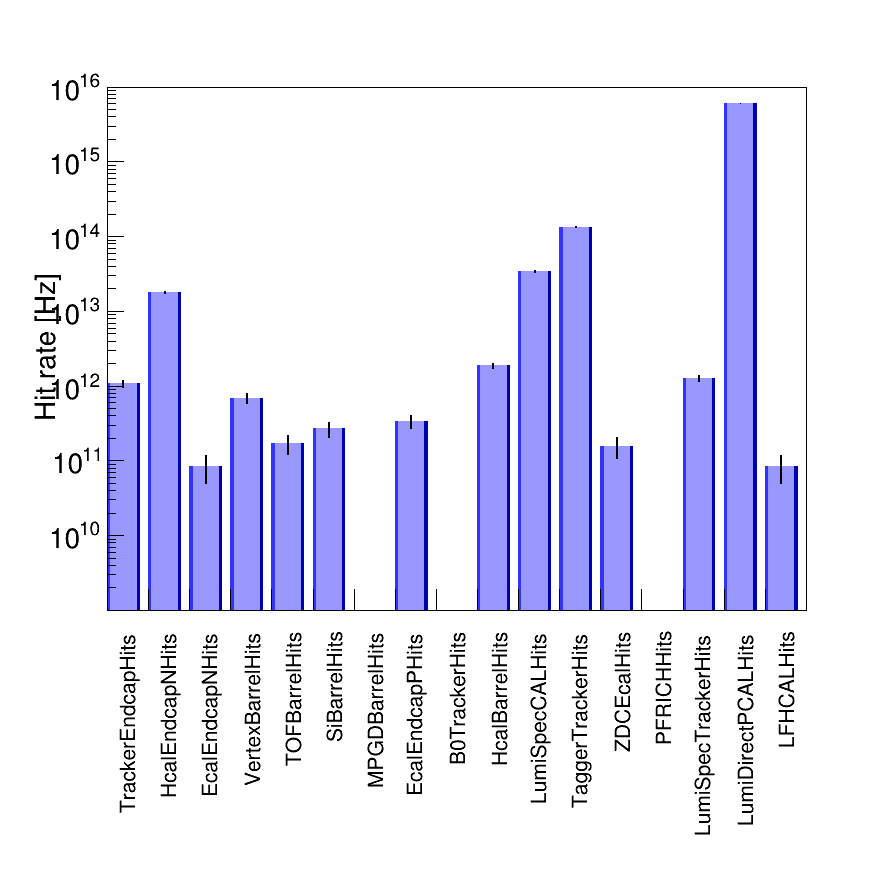 Hit rate [Hz]
10^16
10^15
10^14
10^13
10^12
10^11
10^10
TrackerEndcapHits
HcalEndcapNHits
EcalEndcapNHits
VertexBarrelHits
TOFBarrelHits
SiBarrelHits
MPGDBarrelHits
EcalEndcapPHits
B0TrackerHits
HcalBarrelHits
LumiSpecCALHits
TaggerTrackerHits
ZDCEcalHits
PFRICHHits
LumiSpecTrackerHits
LumiDirectPCALHits
LFHCALHits